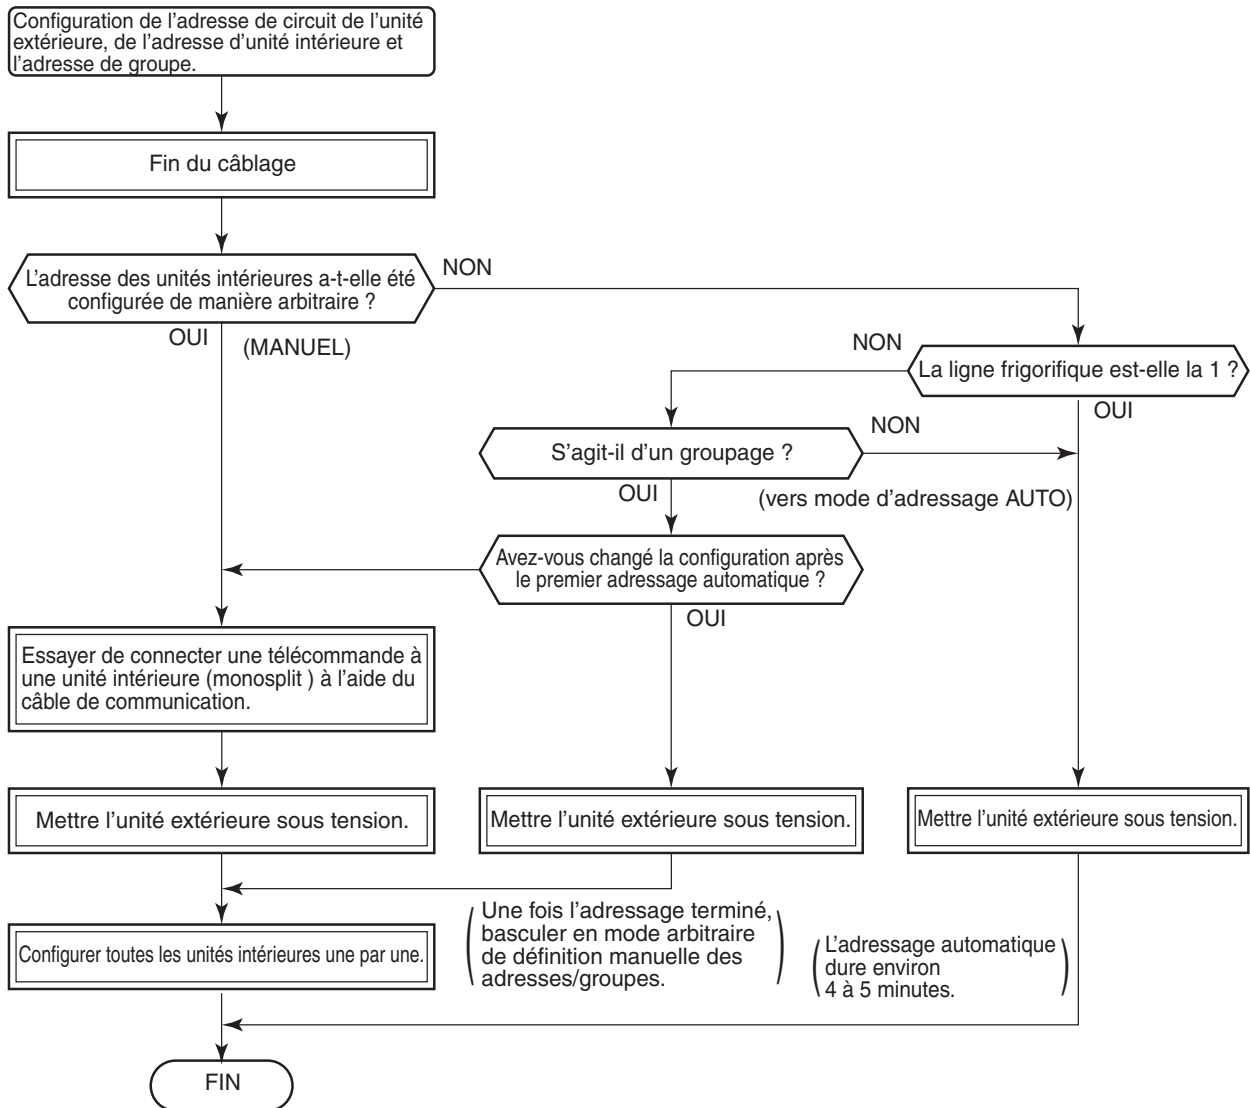 Configuration de l’adresse de circuit de l’unité
extérieure, de l’adresse d’unité intérieure et
l’adresse de groupe.
Fin du câblage
L’adresse des unités intérieures a-t-elle été
configurée de manière arbitraire ?
NON
OUI
(MANUEL)
NON
La ligne frigorifique est-elle la 1 ?
OUI
S’agit-il d’un groupage ?
NON
OUI
(vers mode d’adressage AUTO)
Avez-vous changé la configuration après
le premier adressage automatique ?
OUI
Essayer de connecter une télécommande à
une unité intérieure (monosplit ) à l’aide du
câble de communication.
Mettre l’unité extérieure sous tension.
Mettre l’unité extérieure sous tension.
Mettre l’unité extérieure sous tension.
Configurer toutes les unités intérieures une par une.
(Une fois l’adressage terminé,
basculer en mode arbitraire
de définition manuelle des
adresses/groupes.)
(L’adressage automatique
dure environ
4 à 5 minutes.)
FIN